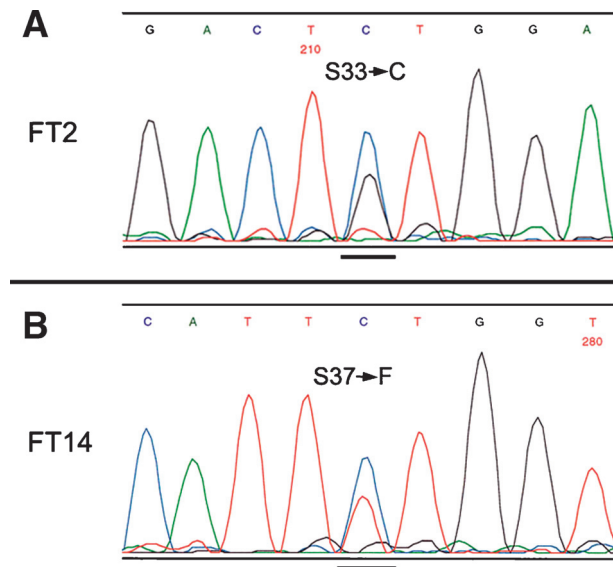 A
G A C T C T G G A
210
S33→C
FT2
B
C A T T C T G G T
280
S37→F
FT14